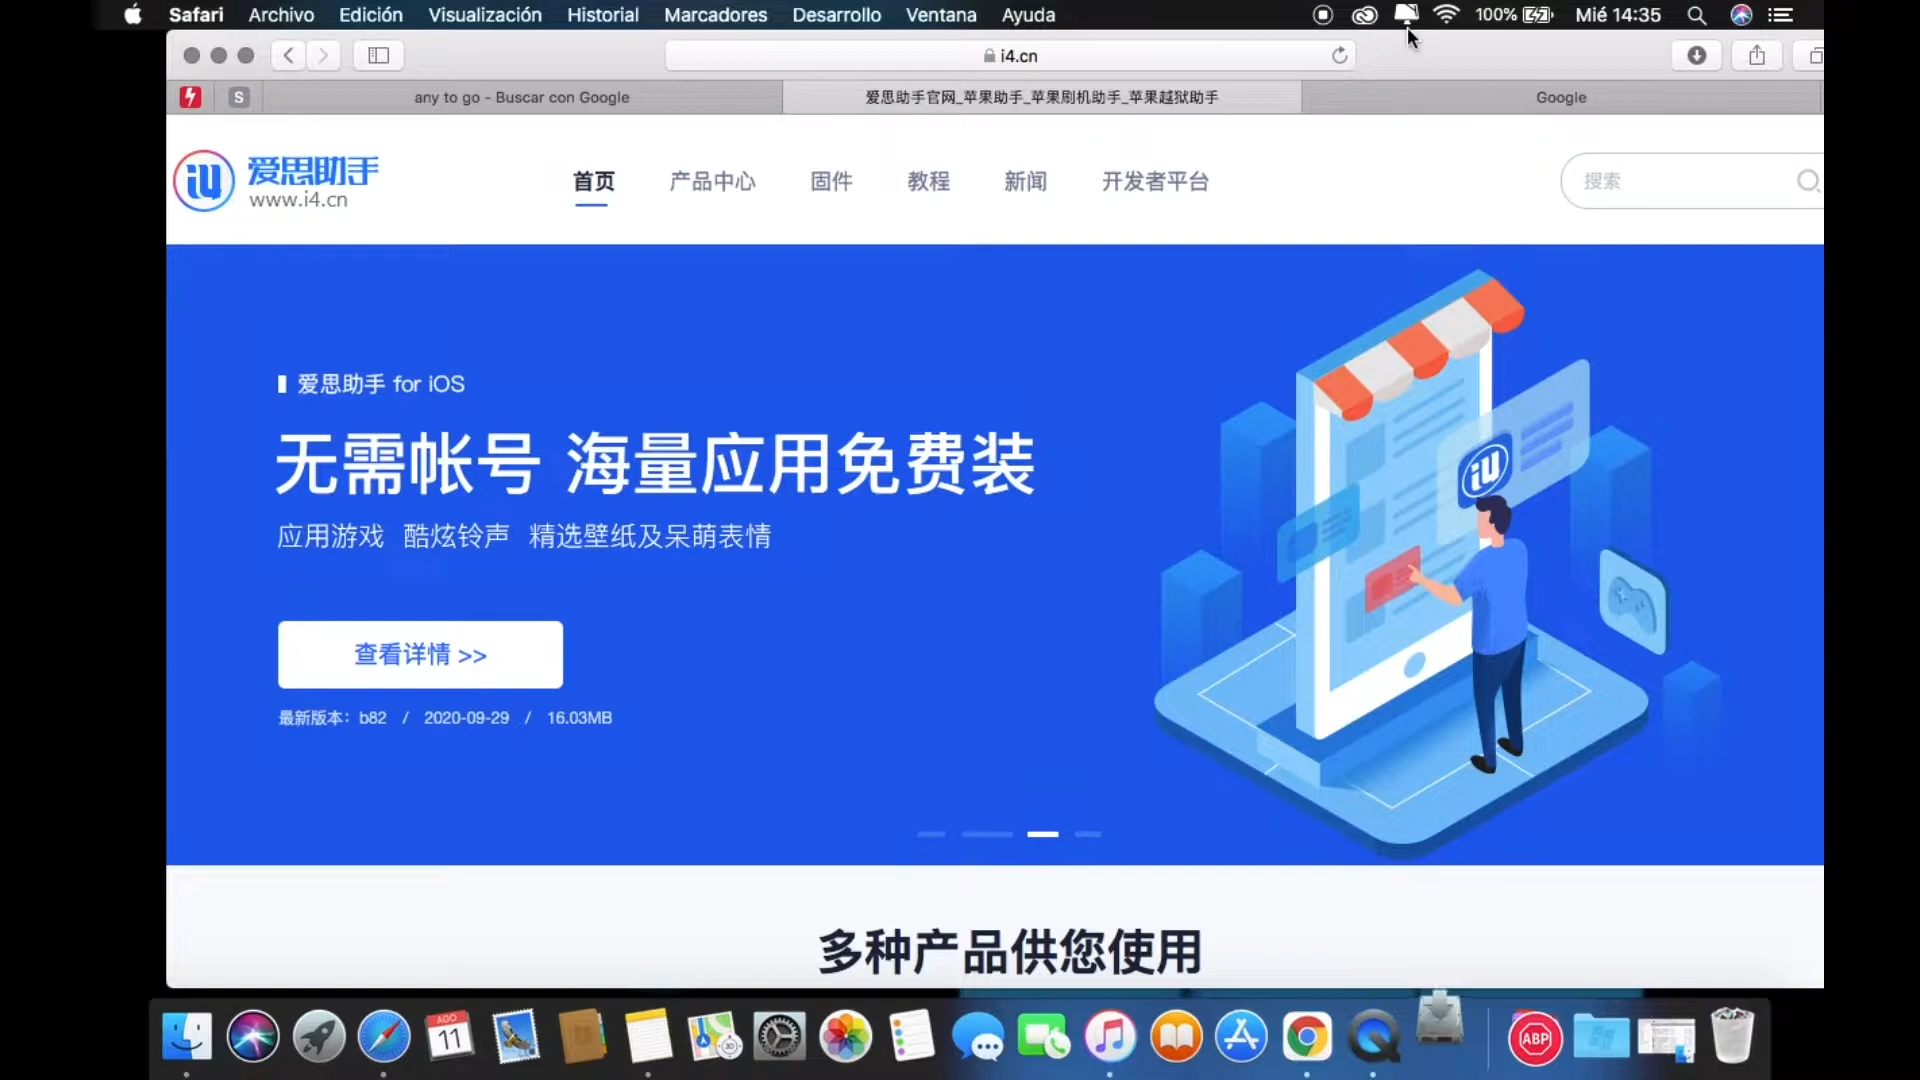 Safari Archivo Edición Visualización Historial Marcadores Desarrollo Ventana Ayuda 100% Mié 14:35
i4.cn
S any to go - Buscar con Google 爱思助手官网_苹果助手_苹果刷机助手_苹果越狱助手 Google
iU 爱思助手 首页 产品中心 固件 教程 新闻 开发者平台 搜索
www.i4.cn
爱思助手 for iOS
无需帐号 海量应用免费装
iU
应用游戏 酷炫铃声 精选壁纸及呆萌表情
查看详情 >>
最新版本：b82 / 2020-09-29 / 16.03MB
多种产品供您使用
AGO
11
ABP